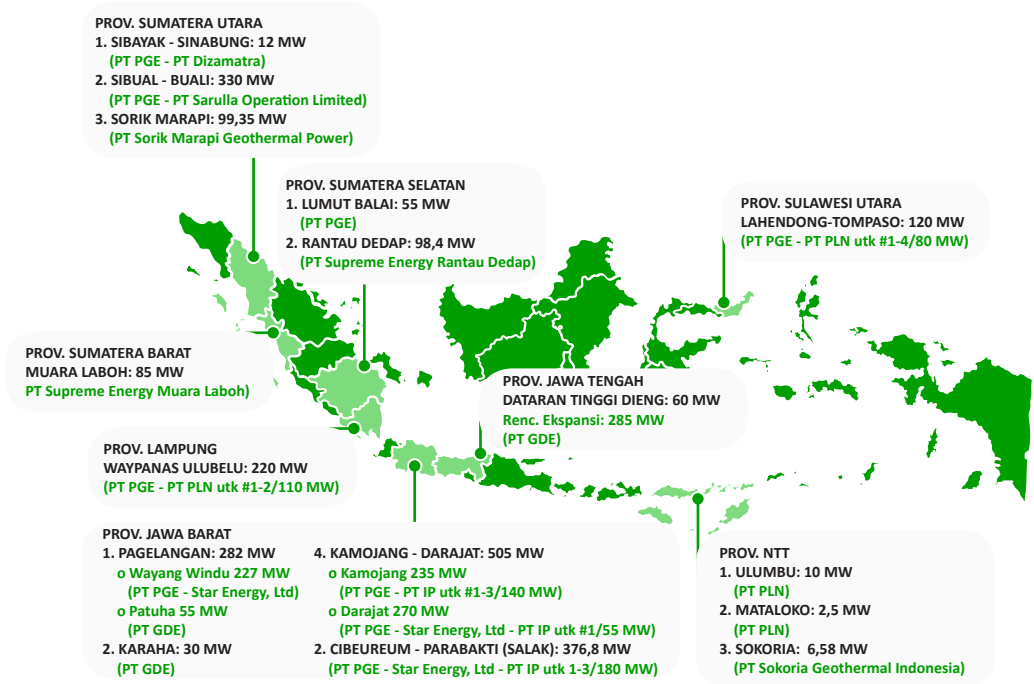 PROV. SUMATERA UTARA
1. SIBAYAK - SINABUNG: 12 MW
(PT PGE - PT Dizamatra)
2. SIBUAL - BUALI: 330 MW
(PT PGE - PT Sarulla Operation Limited)
3. SORIK MARAPI: 99,35 MW
(PT Sorik Marapi Geothermal Power)
PROV. SUMATERA SELATAN
1. LUMUT BALAI: 55 MW
(PT PGE)
2. RANTAU DEDAP: 98,4 MW
(PT Supreme Energy Rantau Dedap)
PROV. SULAWESI UTARA
LAHENDONG-TOMPASO: 120 MW
(PT PGE - PT PLN utk #1-4/80 MW)
PROV. SUMATERA BARAT
MUARA LABOH: 85 MW
PT Supreme Energy Muara Laboh)
PROV. JAWA TENGAH
DATARAN TINGGI DIENG: 60 MW
Renc. Ekspansi: 285 MW
(PT GDE)
PROV. LAMPUNG
WAYPANAS ULUBELU: 220 MW
(PT PGE - PT PLN utk #1-2/110 MW)
PROV. JAWA BARAT
1. PAGELANGAN: 282 MW
o Wayang Windu 227 MW
(PT PGE - Star Energy, Ltd)
o Patuha 55 MW
(PT GDE)
2. KARAHA: 30 MW
(PT GDE)
4. KAMOJANG - DARAJAT: 505 MW
o Kamojang 235 MW
(PT PGE - PT IP utk #1-3/140 MW)
o Darajat 270 MW
(PT PGE - Star Energy, Ltd - PT IP utk #1/55 MW)
2. CIBEUREUM - PARABAKTI (SALAK): 376,8 MW
(PT PGE - Star Energy, Ltd - PT IP utk 1-3/180 MW)
PROV. NTT
1. ULUMBU: 10 MW
(PT PLN)
2. MATALOKO: 2,5 MW
(PT PLN)
3. SOKORIA: 6,58 MW
(PT Sokoria Geothermal Indonesia)